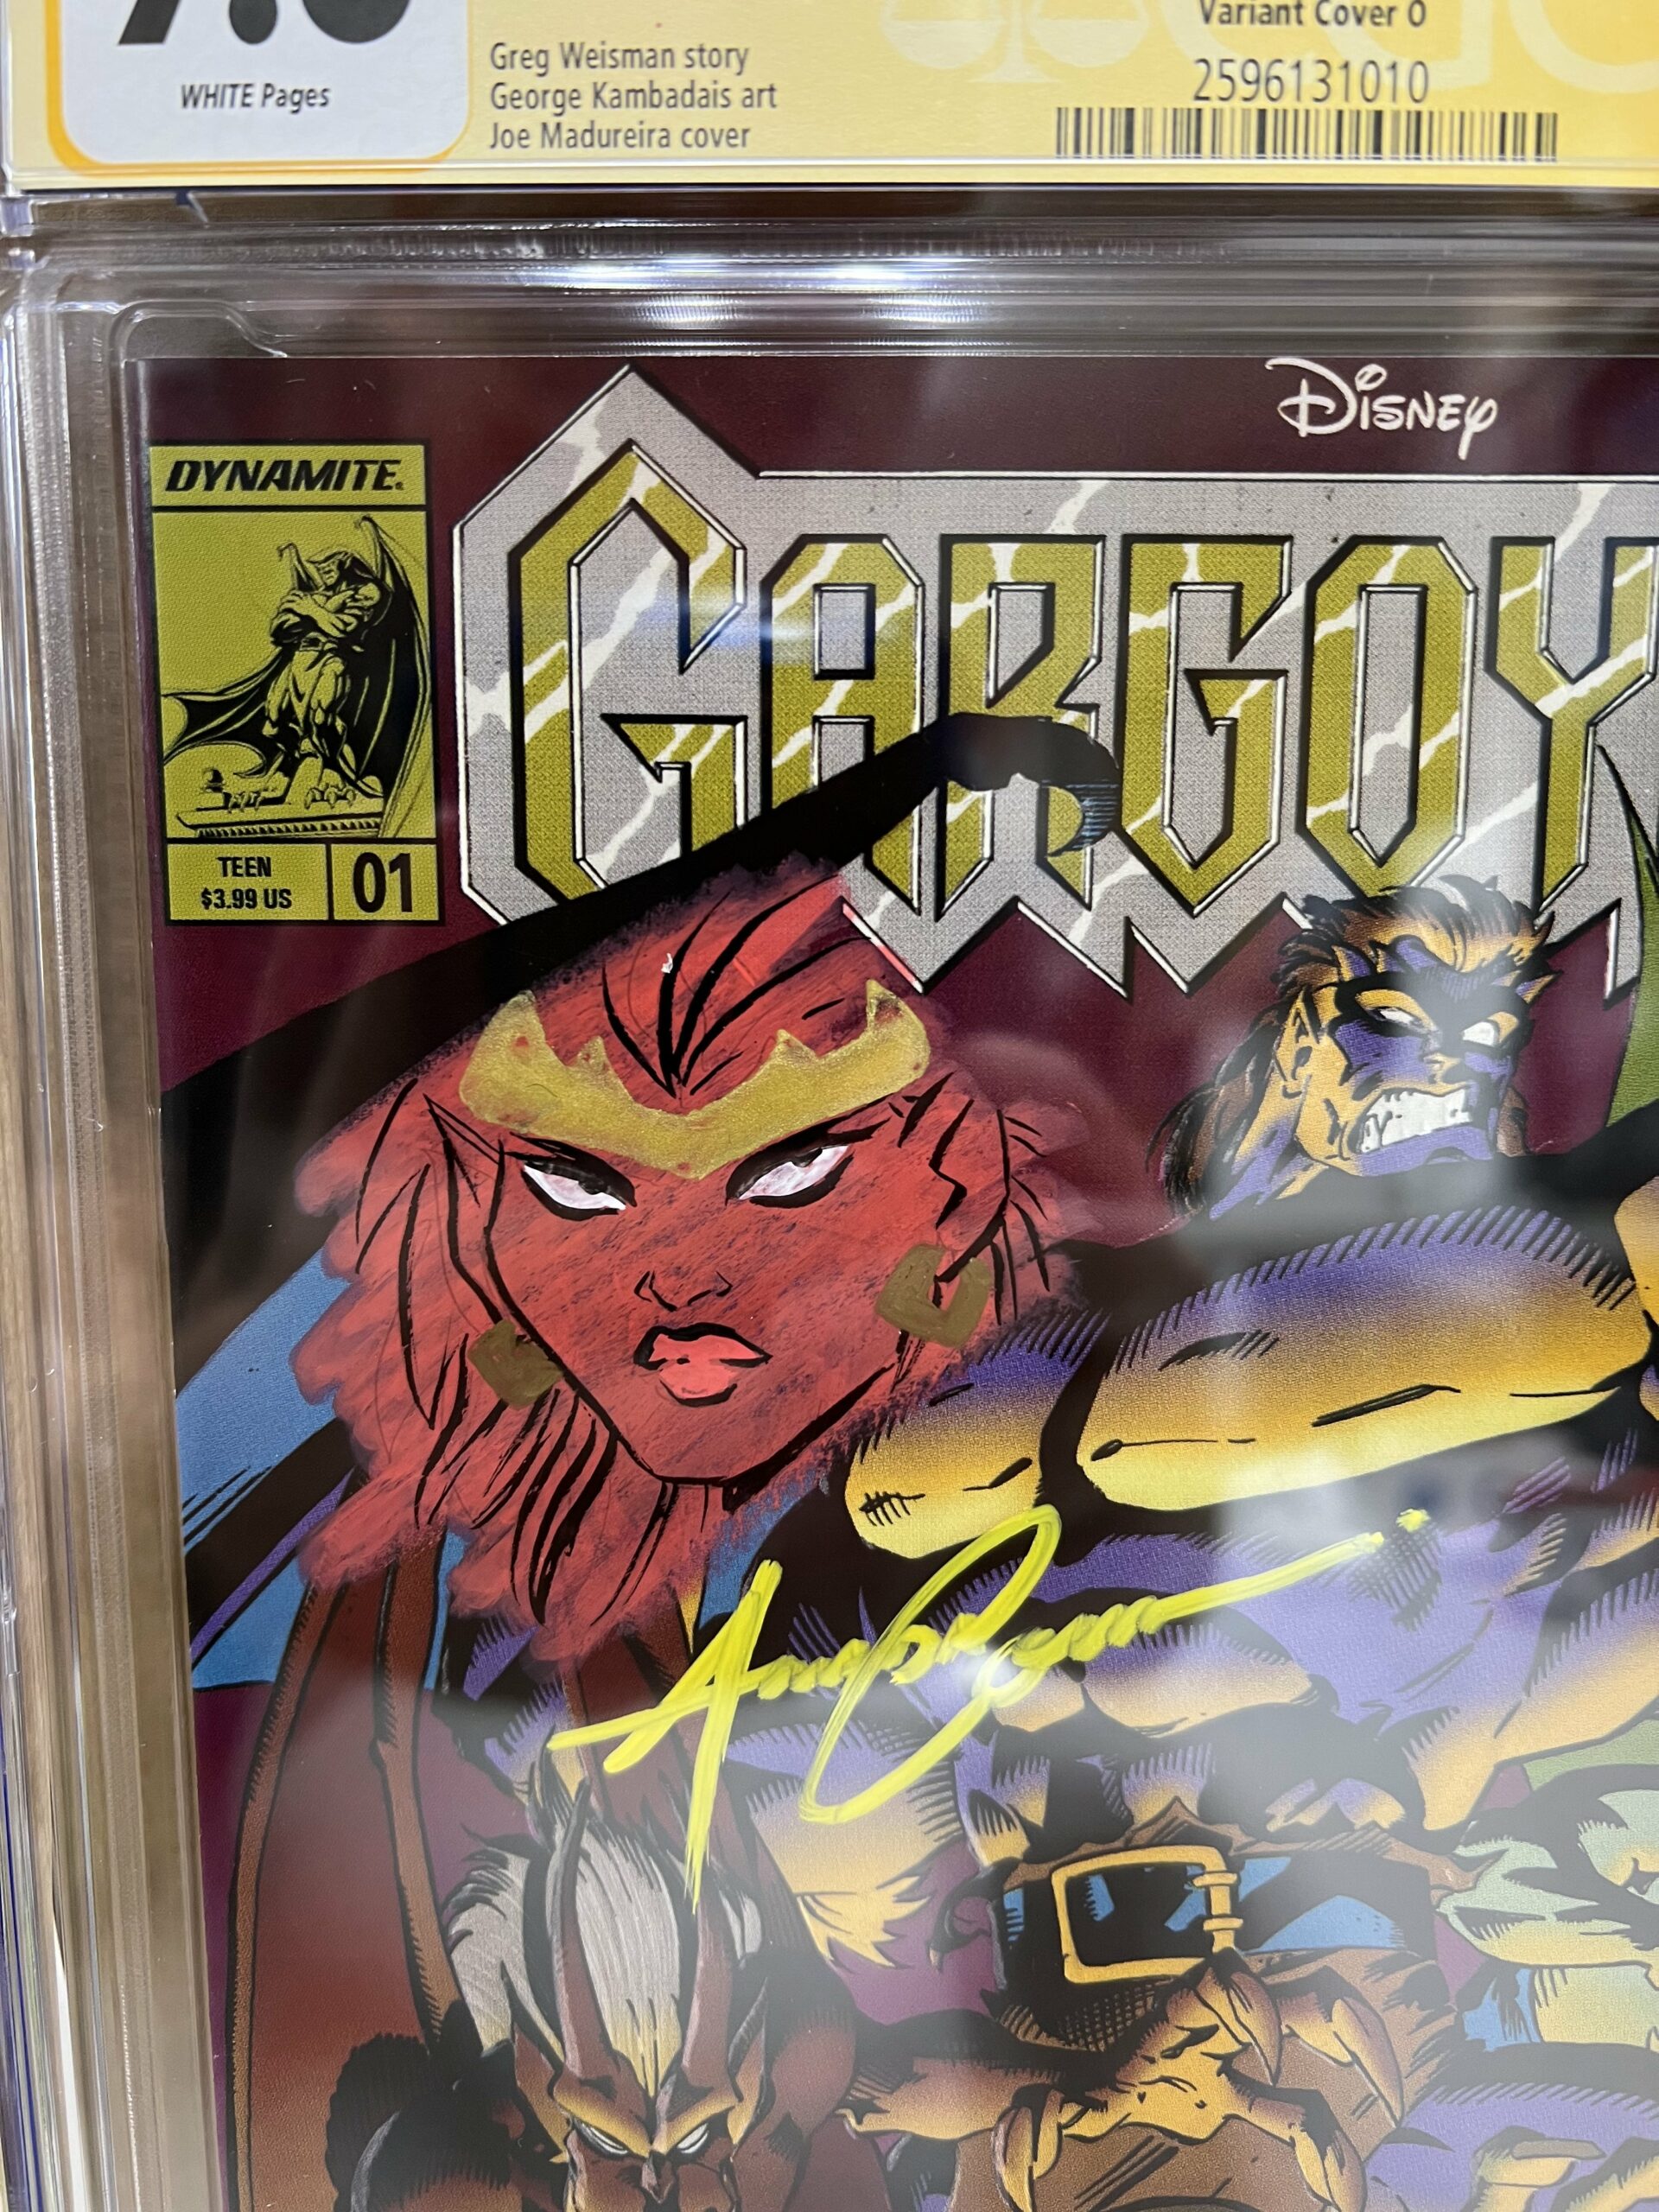 WHITE Pages
Greg Weisman story
George Kambadais art
Joe Madureira cover
Variant Cover O
2596131010
DISNEY
DYNAMITE.
GARGOY
TEEN
$3.99 US
01